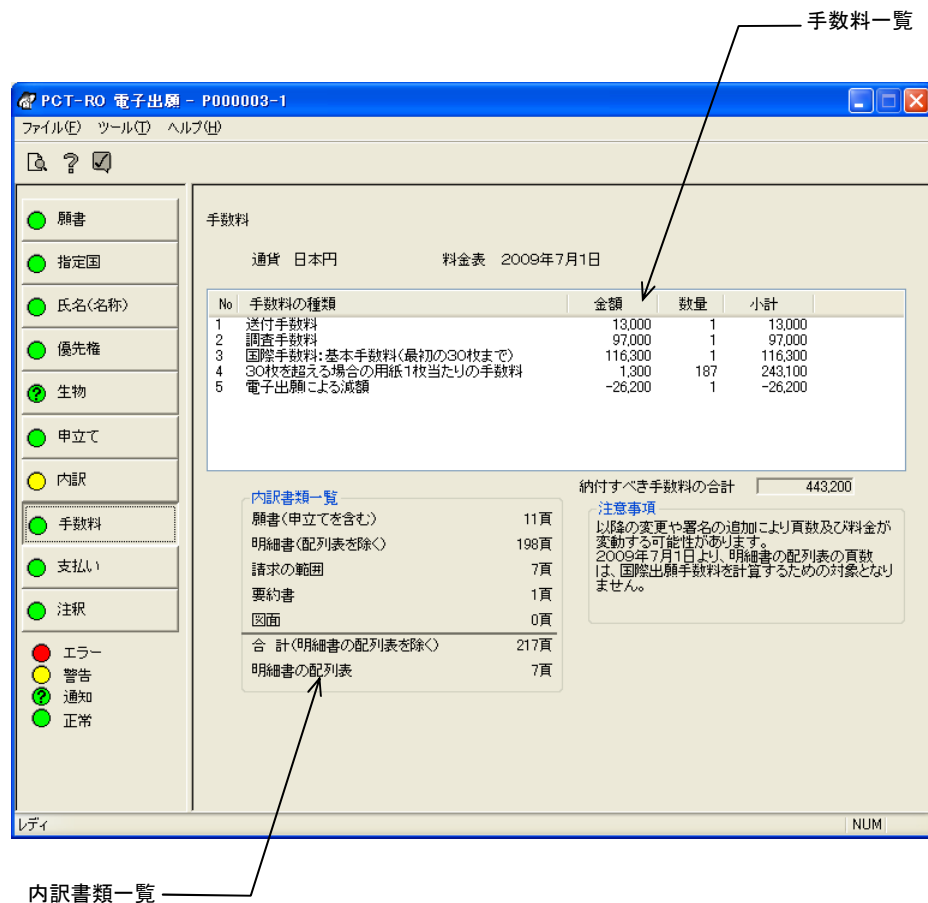 手数料一覧
PCT-RO 電子出願 - P000003-1
ファイル(F) ツール(T) ヘルプ(H)
願書
指定国
氏名(名称)
優先権
生物
申立て
内訳
手数料
支払い
注釈
エラー
警告
通知
正常
手数料
通貨 日本円 料金表 2009年7月1日
No 手数料の種類 金額 数量 小計
1 送付手数料 13,000 1 13,000
2 調査手数料 97,000 1 97,000
3 国際手数料:基本手数料(最初の30枚まで) 116,300 1 116,300
4 30枚を超える場合の用紙1枚当たりの手数料 1,300 187 243,100
5 電子出願による減額 -26,200 1 -26,200
納付すべき手数料の合計 443,200
内訳書類一覧
願書(申立てを含む) 11頁
明細書(配列表を除く) 198頁
請求の範囲 7頁
要約書 1頁
図面 0頁
合 計(明細書の配列表を除く) 217頁
明細書の配列表 7頁
注意事項
以降の変更や署名の追加により頁数及び料金が
変動する可能性があります。
2009年7月1日より、明細書の配列表の頁数
は、国際出願手数料を計算するための対象となり
ません。
レディ NUM
内訳書類一覧